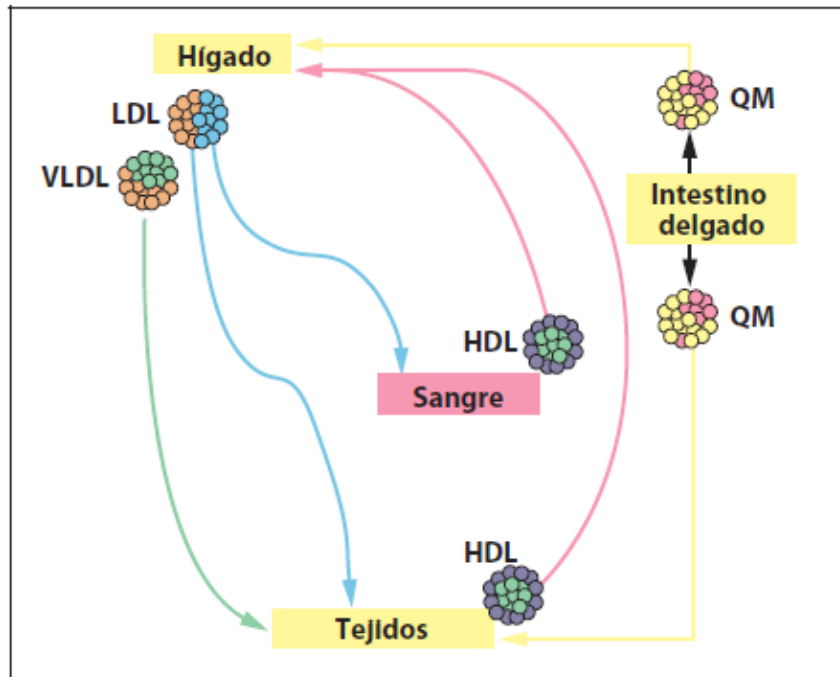 Hígado
LDL
VLDL
QM
Intestino
delgado
QM
HDL
Sangre
HDL
Tejidos